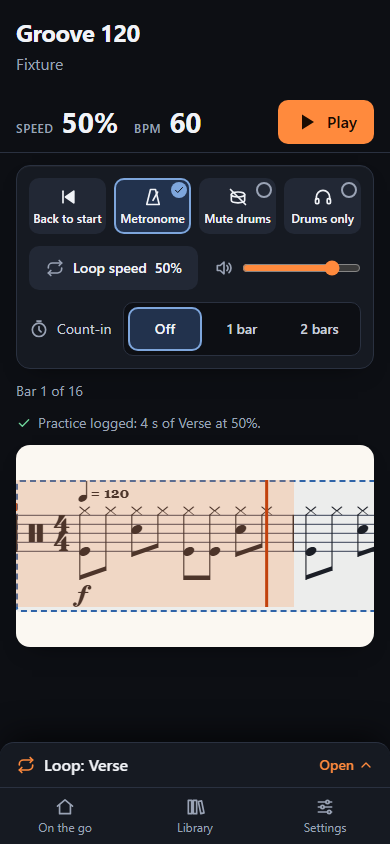 Groove 120
Fixture
SPEED 50% BPM 60 Play
Back to start Metronome Mute drums Drums only
Loop speed 50%
Count-in Off 1 bar 2 bars
Bar 1 of 16
Practice logged: 4 s of Verse at 50%.
= 120
4
4
f
Loop: Verse Open
On the go Library Settings